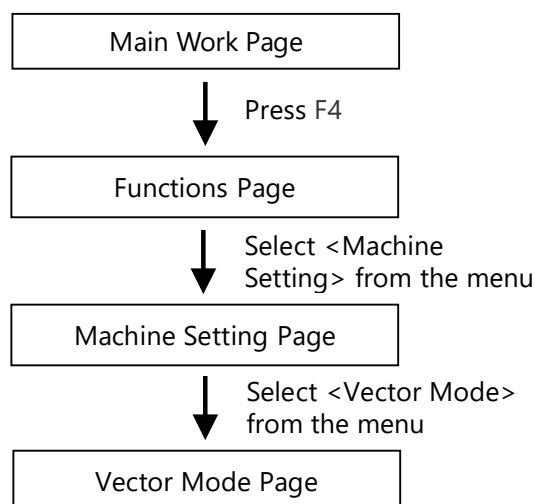 Main Work Page
Press F4
Functions Page
Select <Machine
Setting> from the menu
Machine Setting Page
Select <Vector Mode>
from the menu
Vector Mode Page